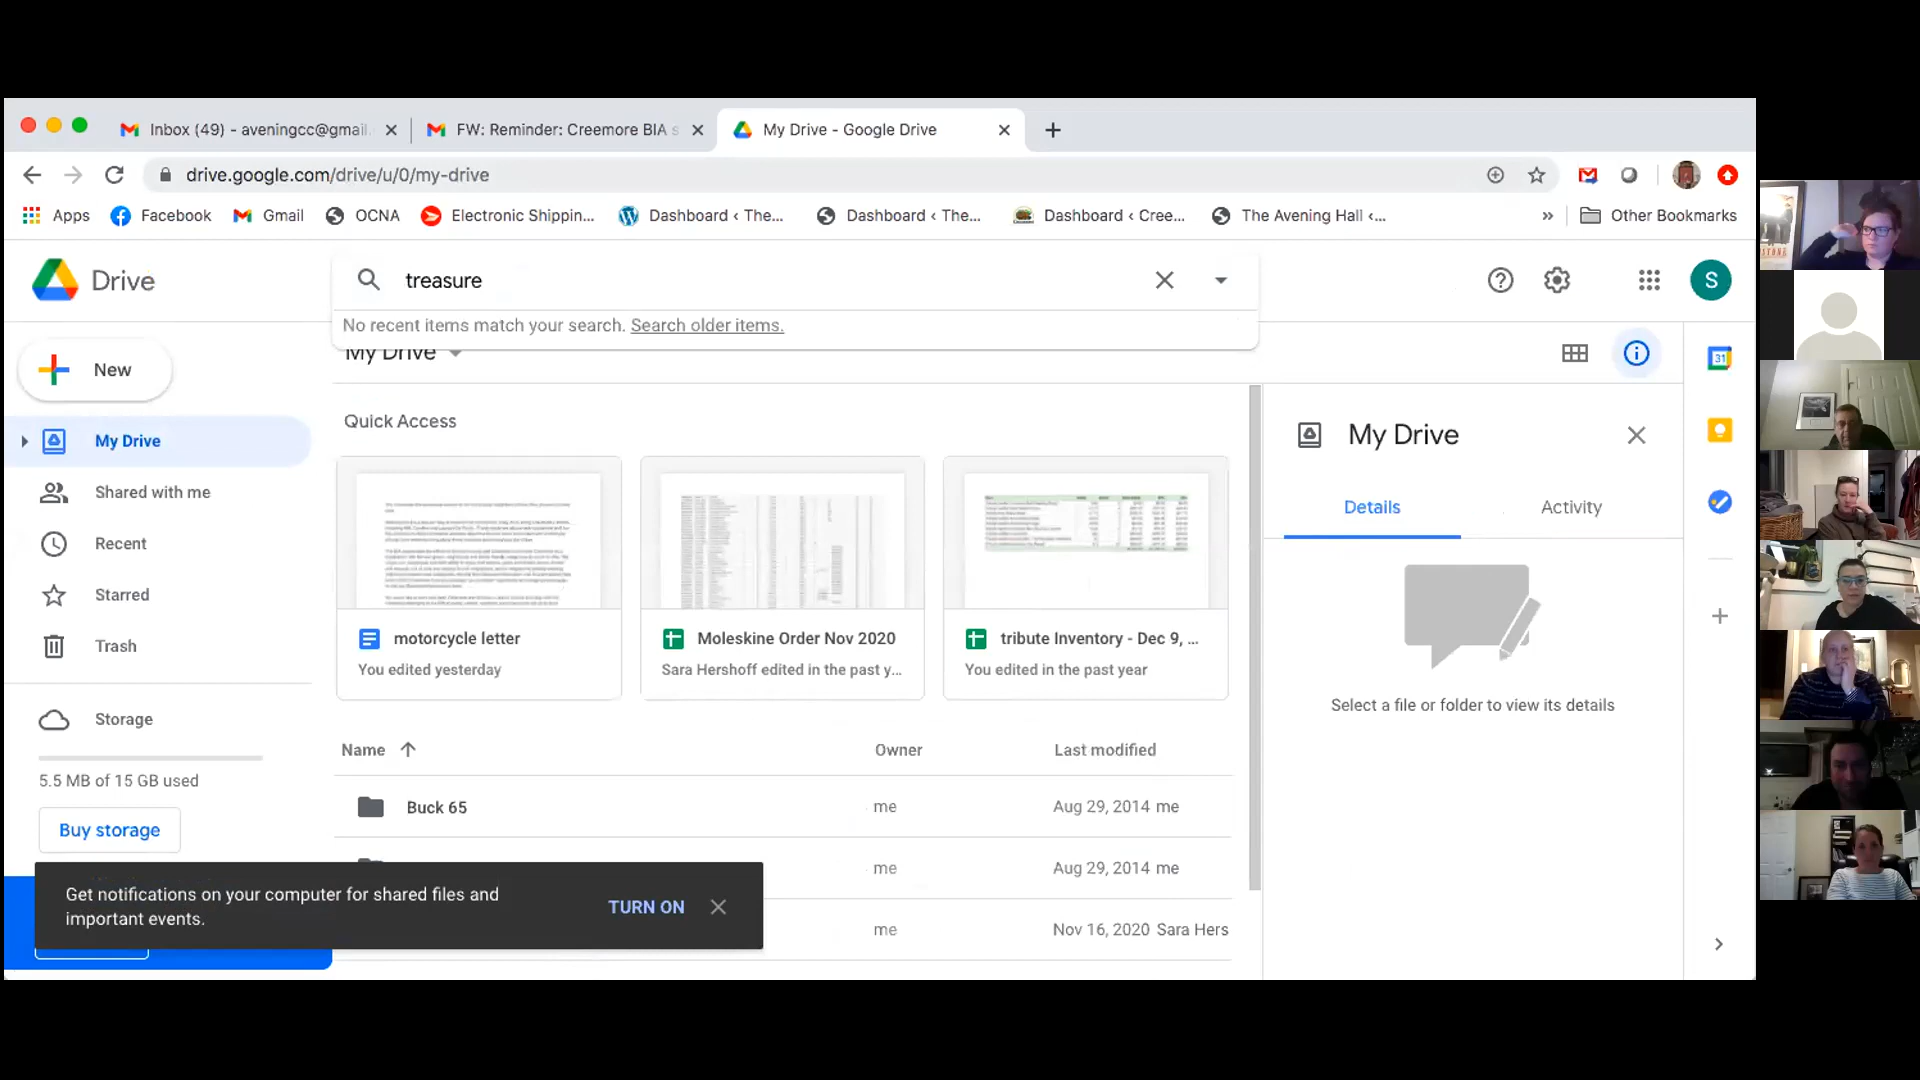 Inbox (49) - aveningcc@gmail.
FW: Reminder: Creemore BIA s
My Drive - Google Drive
drive.google.com/drive/u/0/my-drive
Apps
Facebook
Gmail
OCNA
Electronic Shippin...
Dashboard ‹ The...
Dashboard ‹ The...
Dashboard ‹ Cree...
The Avening Hall ‹...
»
Other Bookmarks
Drive
treasure
S
No recent items match your search. Search older items.
My Drive
New
My Drive
Shared with me
Recent
Starred
Trash
Storage
5.5 MB of 15 GB used
Buy storage
Quick Access
motorcycle letter
You edited yesterday
Moleskine Order Nov 2020
Sara Hershoff edited in the past y...
tribute Inventory - Dec 9, ...
You edited in the past year
Name
Owner
Last modified
Buck 65
me
Aug 29, 2014 me
me
Aug 29, 2014 me
me
Nov 16, 2020 Sara Hers
Get notifications on your computer for shared files and
important events.
TURN ON
My Drive
Details
Activity
Select a file or folder to view its details
31